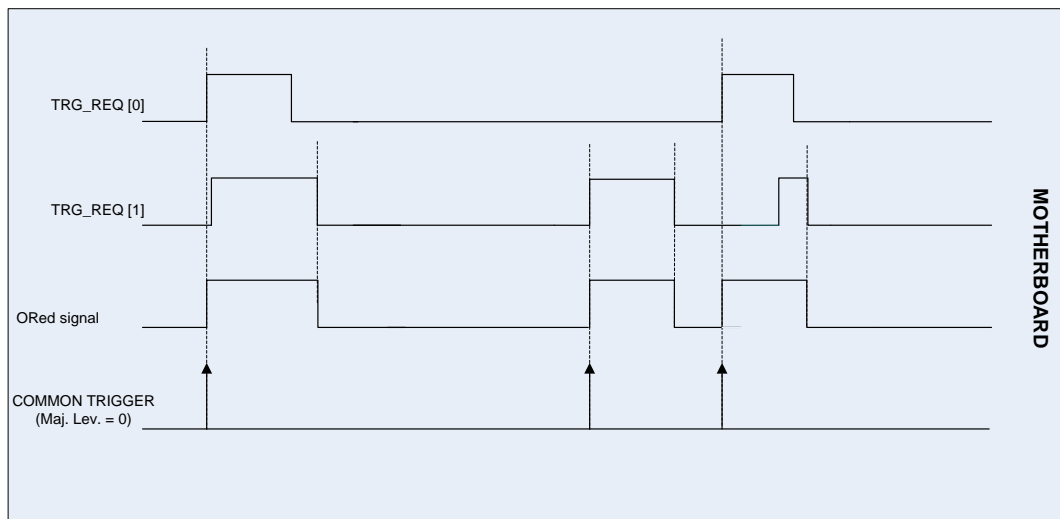 TRG_REQ [0]
TRG_REQ [1]
ORed signal
COMMON TRIGGER
(Maj. Lev. = 0)
MOTHERBOARD